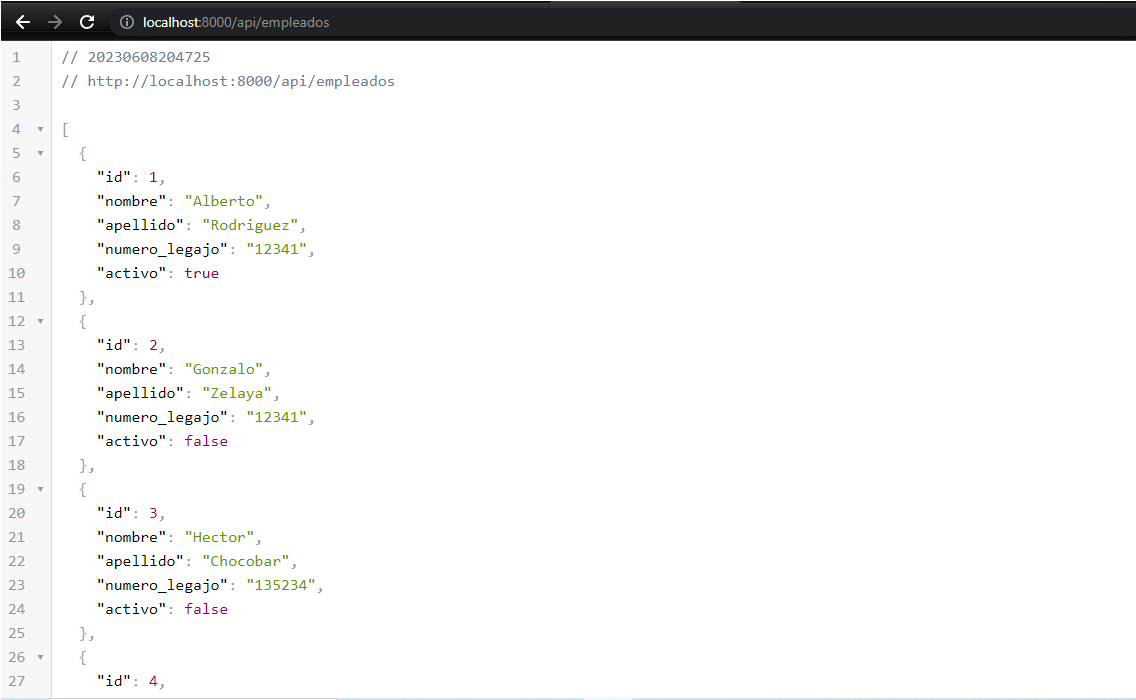 localhost:8000/api/empleados
1 // 20230608204725
2 // http://localhost:8000/api/empleados
3
4 [
5 {
6 "id": 1,
7 "nombre": "Alberto",
8 "apellido": "Rodriguez",
9 "numero_legajo": "12341",
10 "activo": true
11 },
12 {
13 "id": 2,
14 "nombre": "Gonzalo",
15 "apellido": "Zelaya",
16 "numero_legajo": "12341",
17 "activo": false
18 },
19 {
20 "id": 3,
21 "nombre": "Hector",
22 "apellido": "Chocobar",
23 "numero_legajo": "135234",
24 "activo": false
25 },
26 {
27 "id": 4,